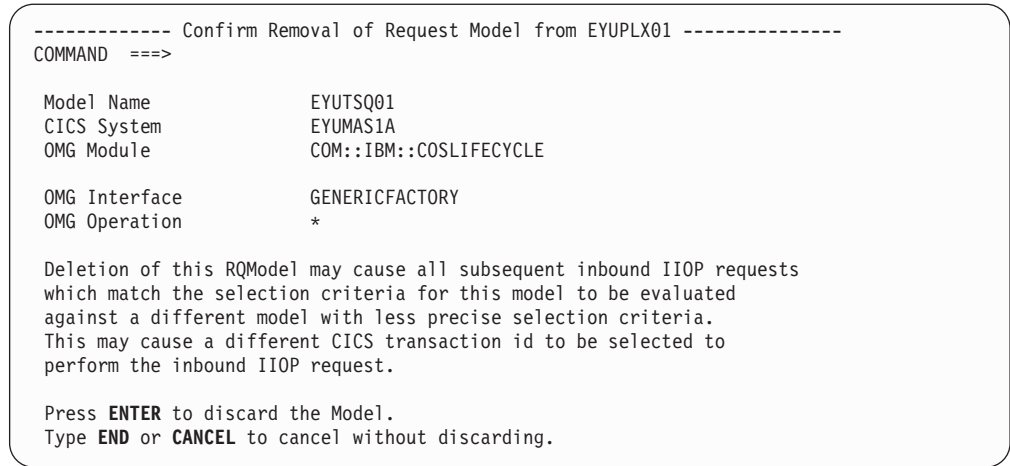 ------------- Confirm Removal of Request Model from EYUPLX01 ---------------
COMMAND ===>
Model Name EYUTSQ01
CICS System EYUMAS1A
OMG Module COM::IBM::COSLIFECYCLE
OMG Interface GENERICFACTORY
OMG Operation *
Deletion of this RQModel may cause all subsequent inbound IIOP requests
which match the selection criteria for this model to be evaluated
against a different model with less precise selection criteria.
This may cause a different CICS transaction id to be selected to
perform the inbound IIOP request.
Press ENTER to discard the Model.
Type END or CANCEL to cancel without discarding.